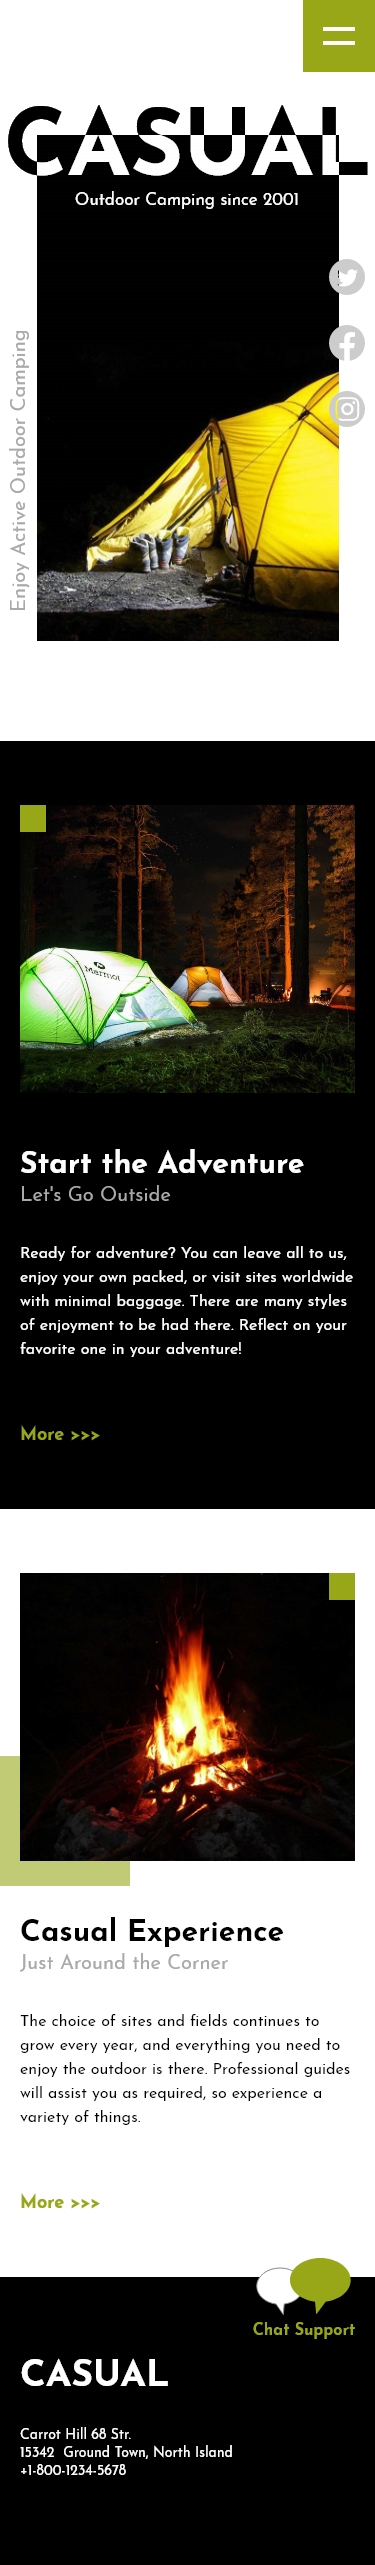 CASUAL
Outdoor Camping since 2001
Enjoy Active Outdoor Camping
Marmot
Start the Adventure
Let's Go Outside
Ready for adventure? You can leave all to us,
enjoy your own packed, or visit sites worldwide
with minimal baggage. There are many styles
of enjoyment to be had there. Reflect on your
favorite one in your adventure!
More >>>
Casual Experience
Just Around the Corner
The choice of sites and fields continues to
grow every year, and everything you need to
enjoy the outdoor is there. Professional guides
will assist you as required, so experience a
variety of things.
More >>>
Chat Support
CASUAL
Carrot Hill 68 Str.
15342  Ground Town, North Island
+1-800-1234-5678